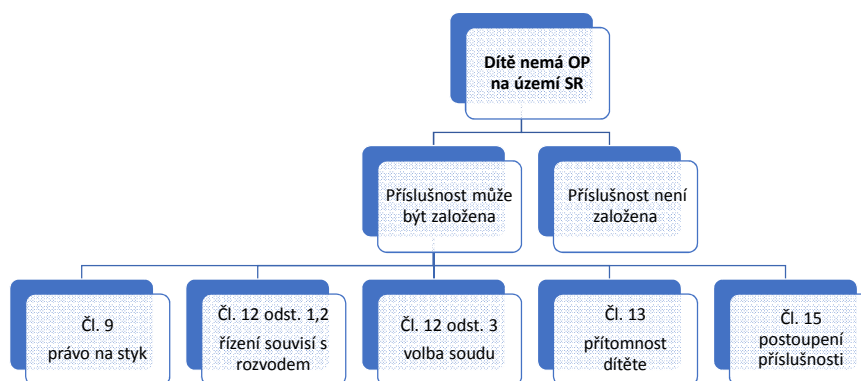 Dítě nemá OP
na území SR
Příslušnost může
být založena
Příslušnost není
založena
Čl. 9
právo na styk
Čl. 12 odst. 1,2
řízení souvisí s
rozvodem
Čl. 12 odst. 3
volba soudu
Čl. 13
přítomnost
dítěte
Čl. 15
postoupení
příslušnosti